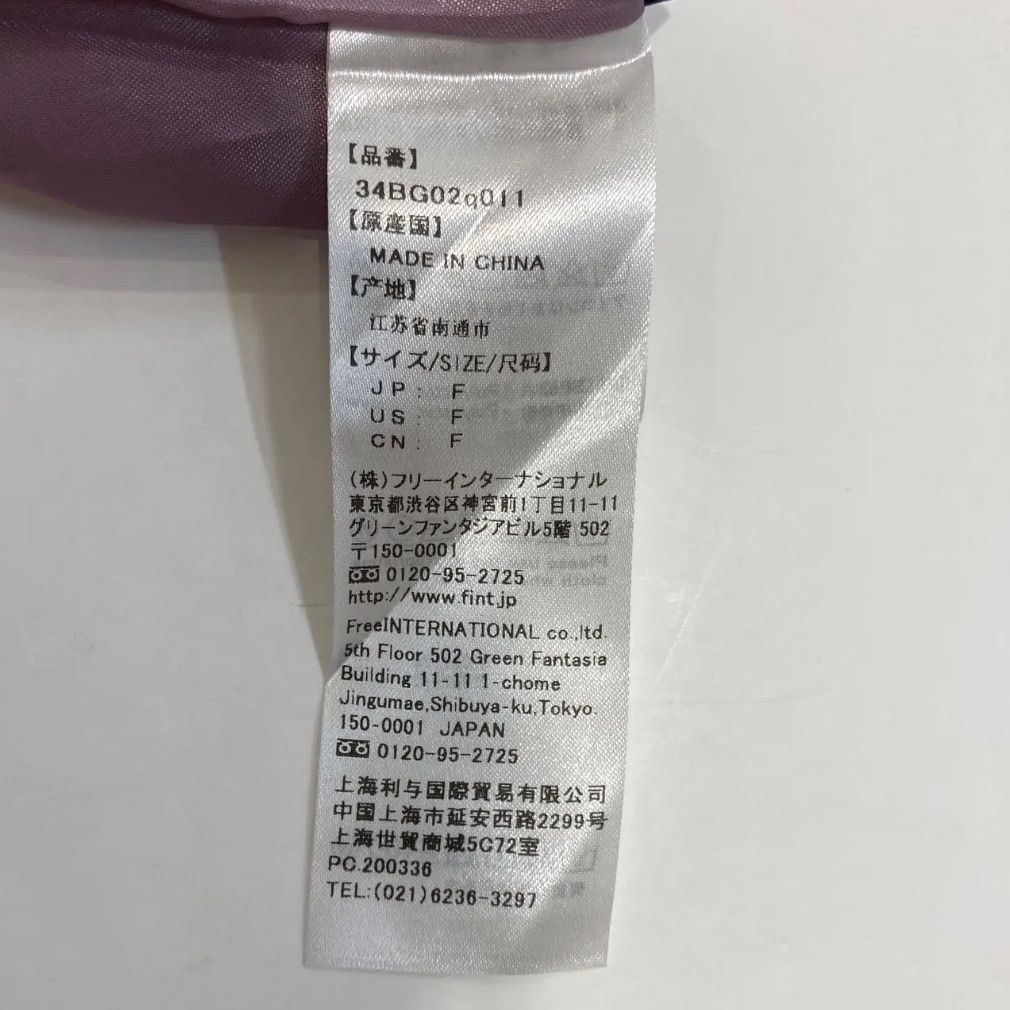 【品番】
34BG02q011
【原産国】
MADE IN CHINA
【产地】
江苏省南通市
【サイズ/SIZE/尺码】
JP: F
US: F
CN: F
(株)フリーインターナショナル
東京都渋谷区神宮前1丁目11-11
グリーンファンタジアビル5階 502
〒150-0001
0120-95-2725
http://www.fint.jp
FreeINTERNATIONAL co.,ltd.
5th Floor 502 Green Fantasia
Building 11-11 1-chome
Jingumae,Shibuya-ku,Tokyo.
150-0001 JAPAN
0120-95-2725
上海利与国際貿易有限公司
中国上海市延安西路2299号
上海世貿商城5C72室
PC.200336
TEL:(021)6236-3297